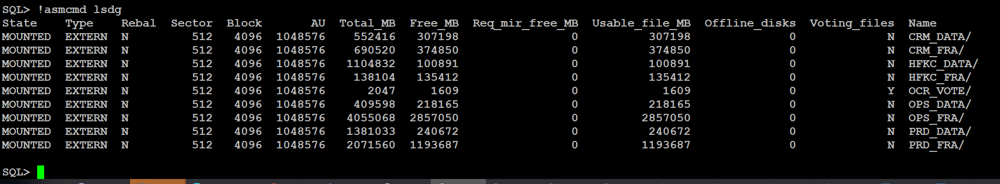 SQL> !asmcmd lsdg
State    Type    Rebal  Sector  Block       AU  Total_MB  Free_MB  Req_mir_free_MB  Usable_file_MB  Offline_disks  Voting_files  Name
MOUNTED  EXTERN  N         512   4096  1048576    552416   307198                0          307198              0             N  CRM_DATA/
MOUNTED  EXTERN  N         512   4096  1048576    690520   374850                0          374850              0             N  CRM_FRA/
MOUNTED  EXTERN  N         512   4096  1048576   1104832   100891                0          100891              0             N  HFKC_DATA/
MOUNTED  EXTERN  N         512   4096  1048576    138104   135412                0          135412              0             N  HFKC_FRA/
MOUNTED  EXTERN  N         512   4096  1048576      2047     1609                0            1609              0             Y  OCR_VOTE/
MOUNTED  EXTERN  N         512   4096  1048576    409598   218165                0          218165              0             N  OPS_DATA/
MOUNTED  EXTERN  N         512   4096  1048576   4055068  2857050                0         2857050              0             N  OPS_FRA/
MOUNTED  EXTERN  N         512   4096  1048576   1381033   240672                0          240672              0             N  PRD_DATA/
MOUNTED  EXTERN  N         512   4096  1048576   2071560  1193687                0         1193687              0             N  PRD_FRA/
SQL>